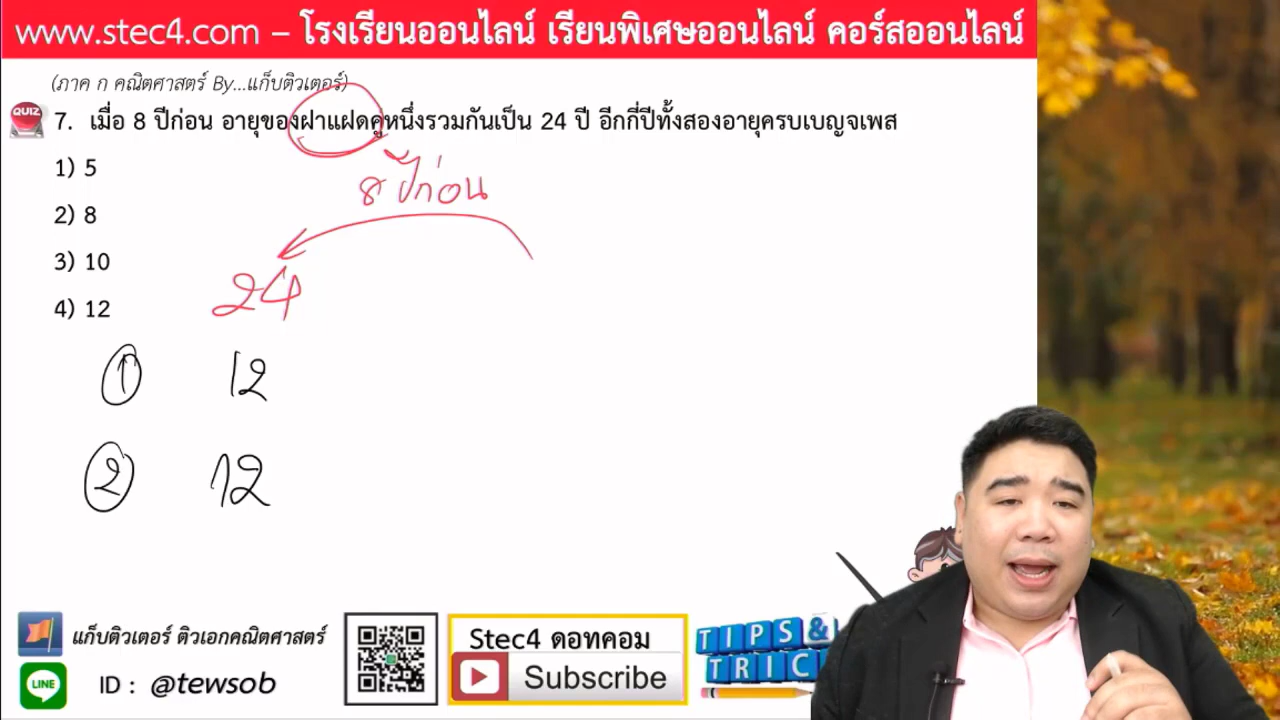 www.stec4.com – โรงเรียนออนไลน์ เรียนพิเศษออนไลน์ คอร์สออนไลน์
(ภาค ก คณิตศาสตร์ By...แก็บติวเตอร์)
QUIZ
7. เมื่อ 8 ปีก่อน อายุของฝาแฝดคู่หนึ่งรวมกันเป็น 24 ปี อีกกี่ปีทั้งสองอายุครบเบญจเพส
1) 5
8 ปีก่อน
2) 8
3) 10
24
4) 12
1 12
2 12
แก็บติวเตอร์ ติวเอกคณิตศาสตร์
LINE ID : @tewsob
Stec4 ดอทคอม
Subscribe
TIPS &
TRIC